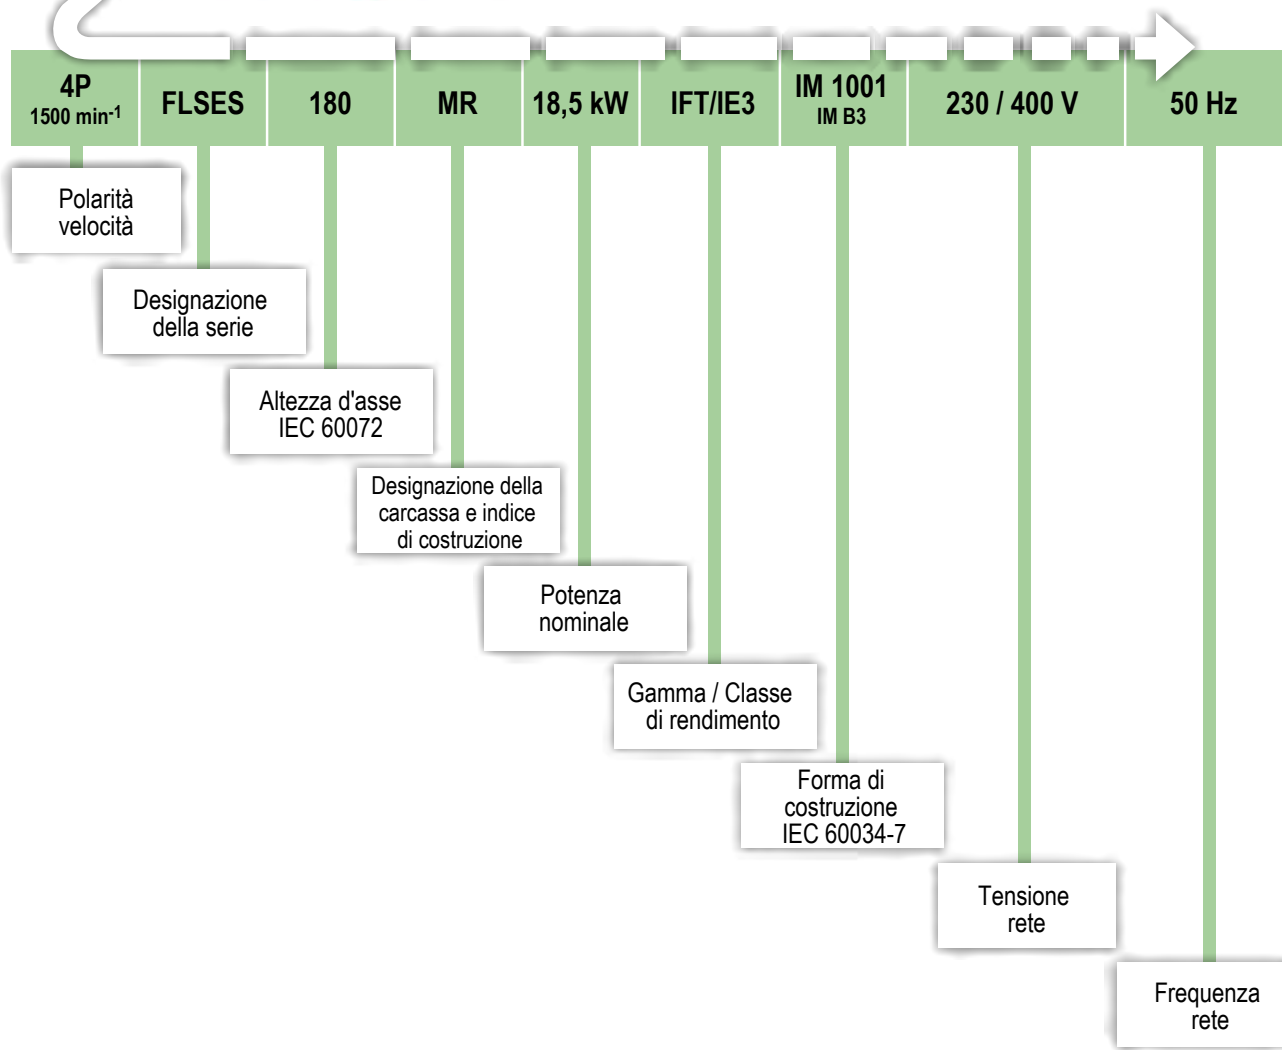 4P
1500 min-1
FLSES
180
MR
18,5 kW
IFT/IE3
IM 1001
IM B3
230 / 400 V
50 Hz
Polarità
velocità
Designazione
della serie
Altezza d'asse
IEC 60072
Designazione della
carcassa e indice
di costruzione
Potenza
nominale
Gamma / Classe
di rendimento
Forma di
costruzione
IEC 60034-7
Tensione
rete
Frequenza
rete